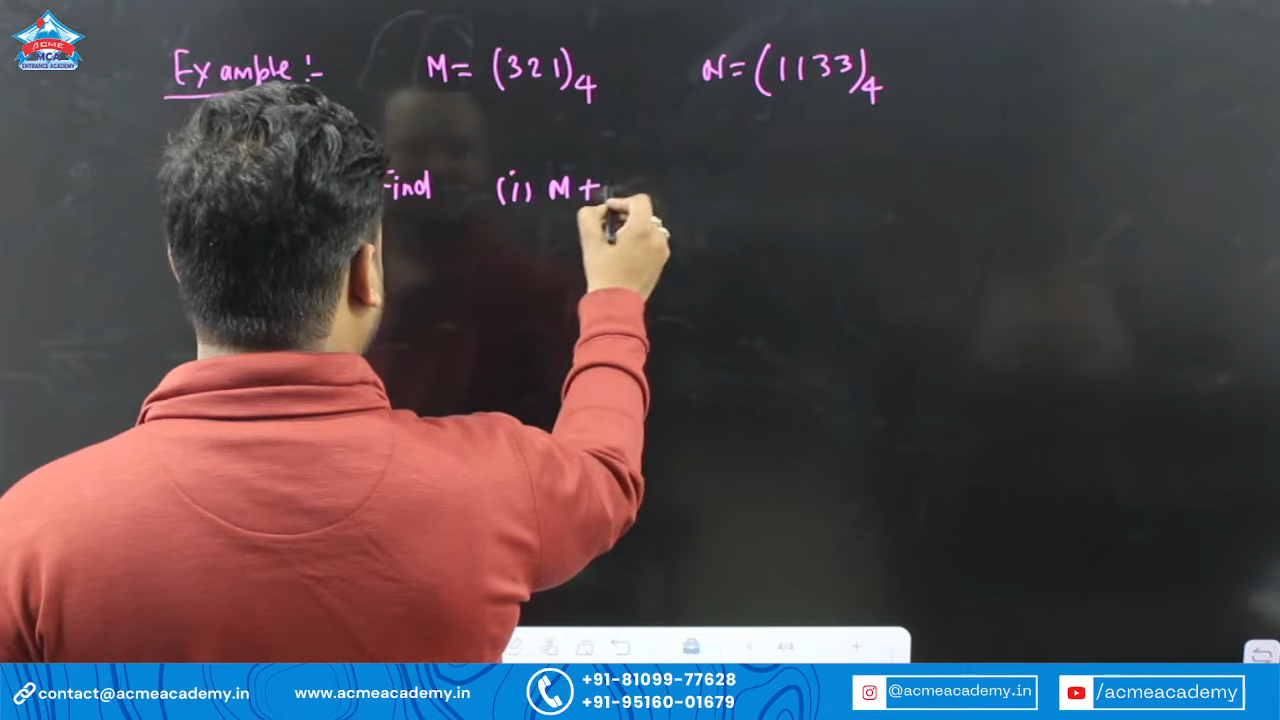 ACME
MCA
ENTRANCE ACADEMY
Example :-
M = (321)₄
N = (1133)₄
Find (i) M +
4/4
contact@acmeacademy.in
www.acmeacademy.in
+91-81099-77628
+91-95160-01679
@acmeacademy.in
/acmeacademy